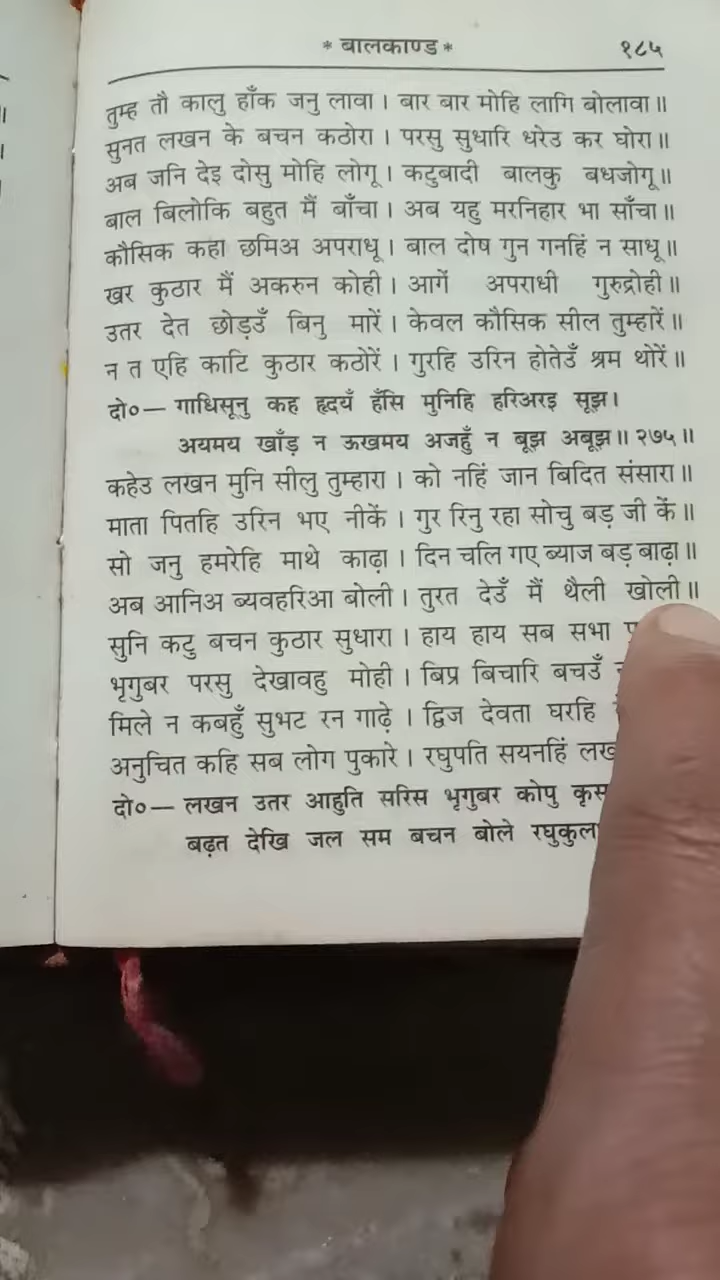 * बालकाण्ड * १८५
तुम्ह तौ कालु हाँक जनु लावा । बार बार मोहि लागि बोलावा ॥
सुनत लखन के बचन कठोरा । परसु सुधारि धरेउ कर घोरा ॥
अब जनि देइ दोसु मोहि लोगू । कटुबादी बालकु बधजोगू ॥
बाल बिलोकि बहुत मैं बाँचा । अब यहु मरनिहार भा साँचा ॥
कौसिक कहा छमिअ अपराधू । बाल दोष गुन गनहिं न साधू ॥
खर कुठार मैं अकरुन कोही । आगें अपराधी गुरुद्रोही ॥
उतर देत छोड़उँ बिनु मारें । केवल कौसिक सील तुम्हारें ॥
न त एहि काटि कुठार कठोरें । गुरहि उरिन होतेउँ श्रम थोरें ॥
दो०— गाधिसूनु कह हृदयँ हँसि मुनिहि हरिअरइ सूझ।
अयमय खाँड़ न ऊखमय अजहुँ न बूझ अबूझ॥ २७५॥
कहेउ लखन मुनि सीलु तुम्हारा । को नहिं जान बिदित संसारा ॥
माता पितहि उरिन भए नीकें । गुर रिनु रहा सोचु बड़ जी कें ॥
सो जनु हमरेहि माथे काढ़ा । दिन चलि गए ब्याज बड़ बाढ़ा ॥
अब आनिअ ब्यवहरिआ बोली । तुरत देउँ मैं थैली खोली ॥
सुनि कटु बचन कुठार सुधारा । हाय हाय सब सभा
भृगुबर परसु देखावहु मोही । बिप्र बिचारि बचउँ
मिले न कबहुँ सुभट रन गाढ़े । द्विज देवता घरहि
अनुचित कहि सब लोग पुकारे । रघुपति सयनहिं
दो०— लखन उतर आहुति सरिस भृगुबर कोपु
बढ़त देखि जल सम बचन बोले